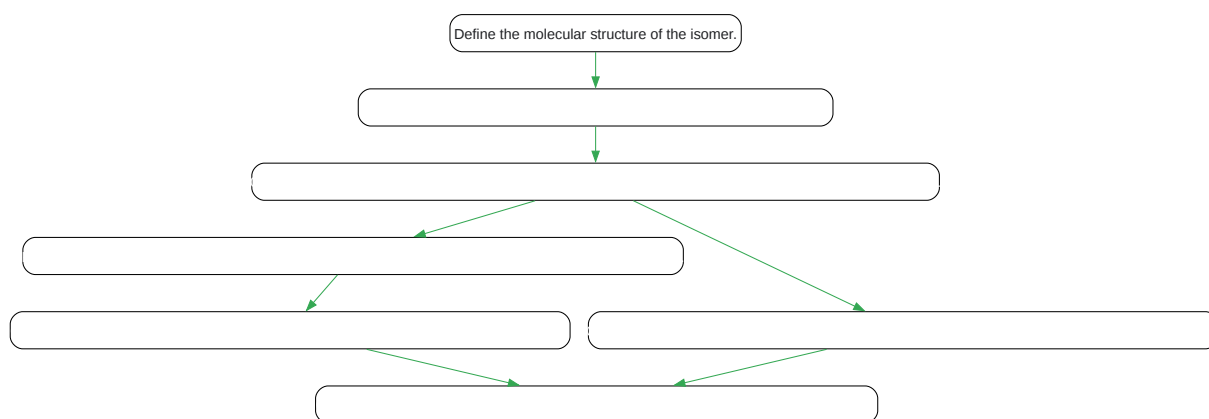 Define the molecular structure of the isomer.